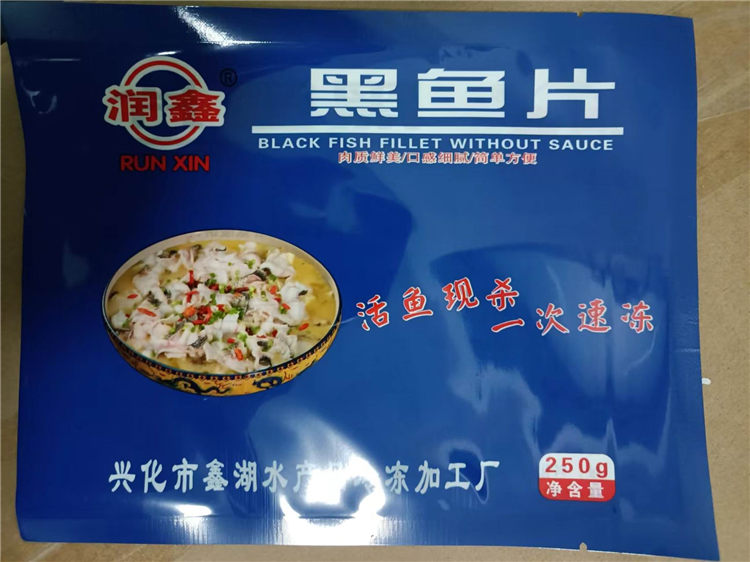 润鑫®
RUN XIN
黑鱼片
BLACK FISH FILLET WITHOUT SAUCE
肉质鲜美/口感细腻/简单方便
活鱼现杀
一次速冻
兴化市鑫湖水产 冻加工厂
250g
净含量